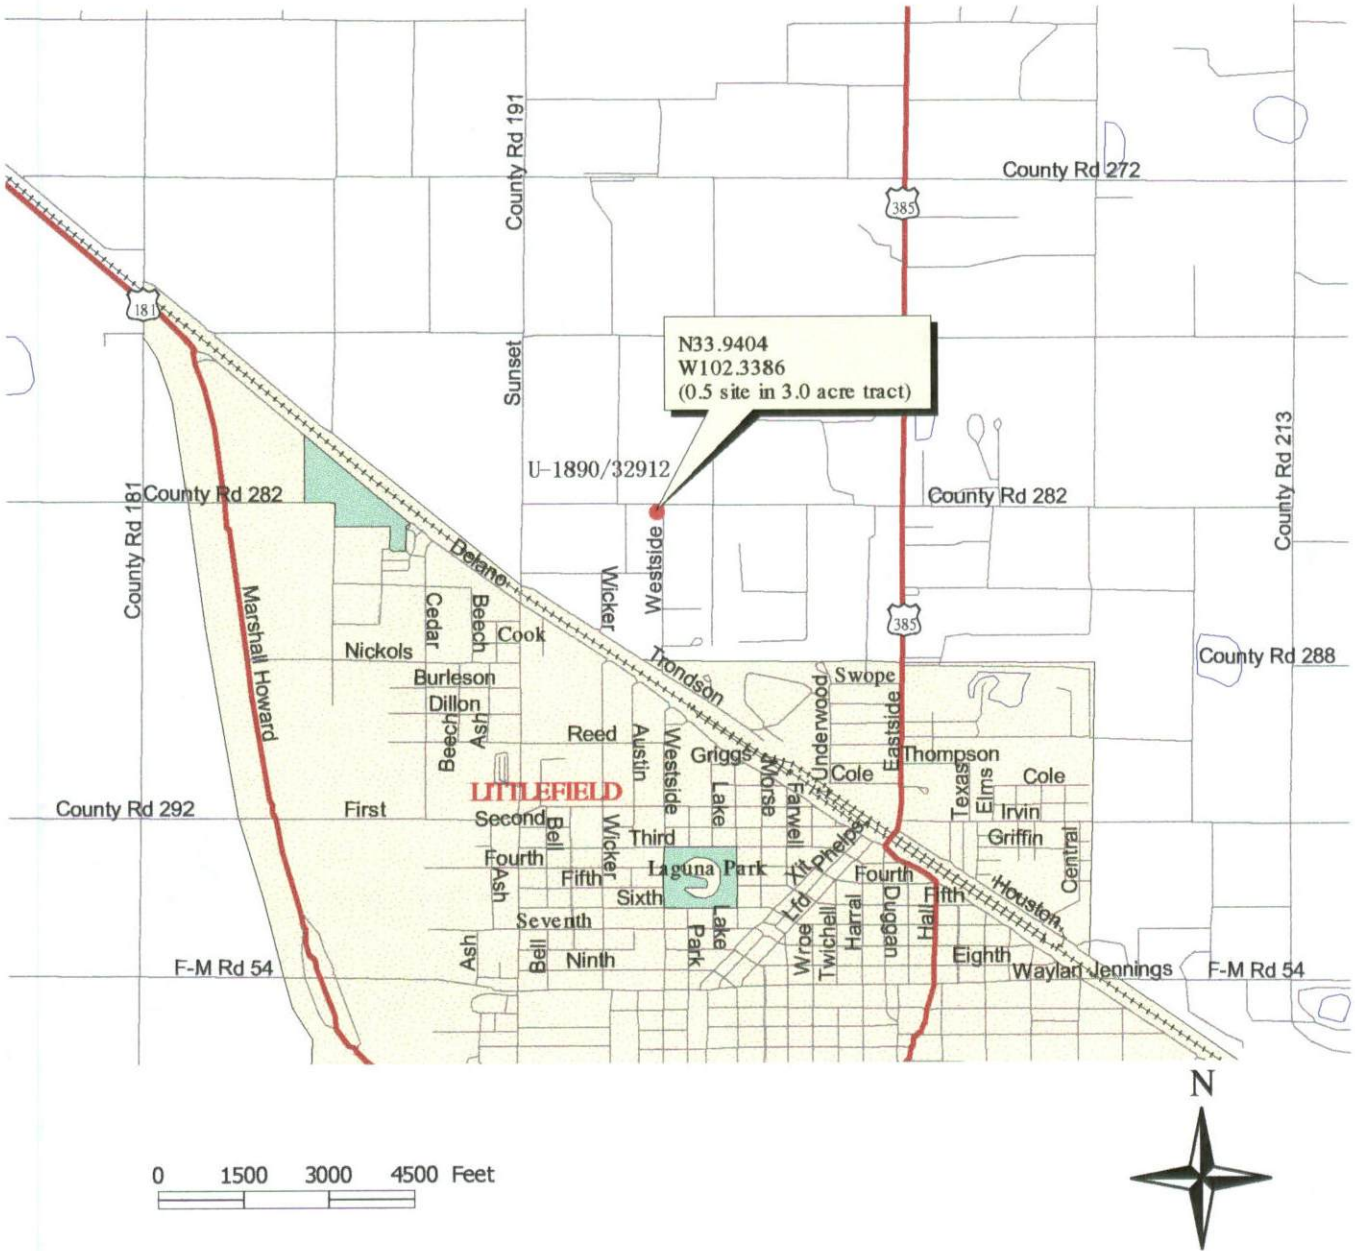 County Rd 191
County Rd 272
385
181
N33.9404
W102.3386
(0.5 site in 3.0 acre tract)
Sunset
U-1890/32912
County Rd 213
County Rd 181
County Rd 282
County Rd 282
Westside
Delano
Wicker
Marshall Howard
Cedar
Beech
Cook
385
Nickols
Trondson
County Rd 288
Burleson
Underwood
Swope
Dillon
Beech
Ash
Reed
Austin
Westside
Griggs
Morse
Eastside
Thompson
Cole
Texas
Elms
Cole
LITTLEFIELD
Lake
Farwell
County Rd 292
First
Second
Bell
Wicker
Third
Irvin
Griffin
Central
Fourth
Ash
Fifth
Laguna Park
Yit
Phelps
Fourth
Sixth
Lfd
Fifth
Houston
Seventh
Lake
Park
Wroe
Twichell
Harral
Duggan
Hall
Ash
Bell
Ninth
Eighth
F-M Rd 54
Waylan Jennings
F-M Rd 54
N
0 1500 3000 4500 Feet